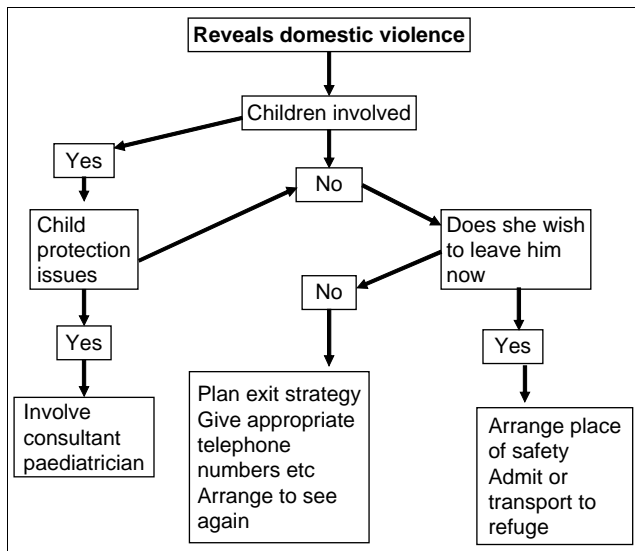 Reveals domestic violence
Children involved
Yes
No
Child
protection
issues
Does she wish
to leave him
now
No
Yes
Yes
Involve
consultant
paediatrician
Plan exit strategy
Give appropriate
telephone
numbers etc
Arrange to see
again
Arrange place
of safety
Admit or
transport to
refuge